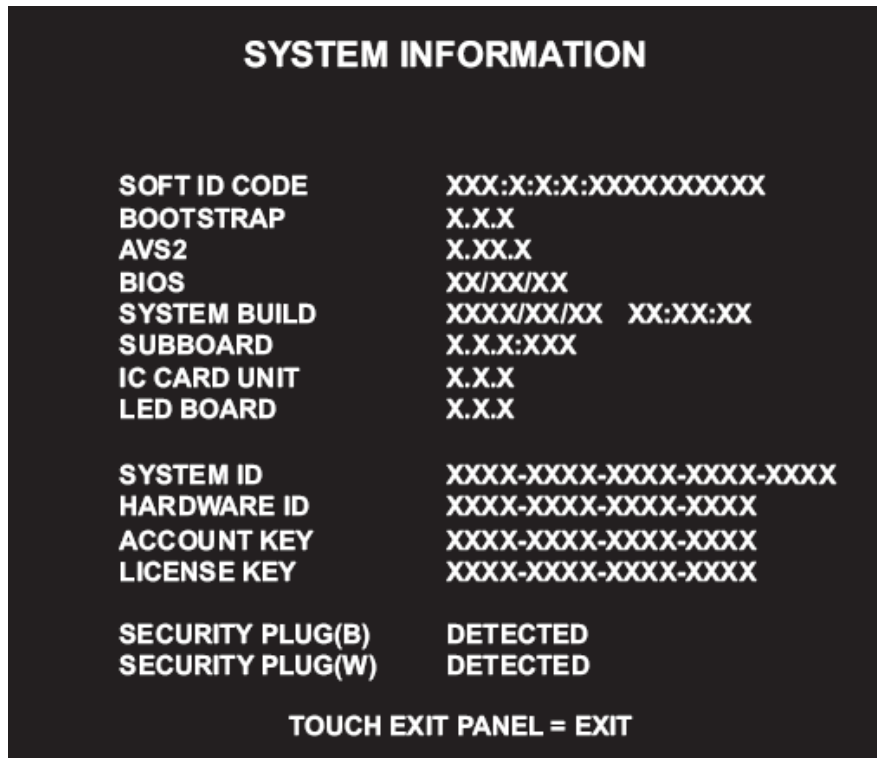 SYSTEM INFORMATION
SOFT ID CODE XXX:X:X:X:XXXXXXXXXX
BOOTSTRAP X.X.X
AVS2 X.XX.X
BIOS XX/XX/XX
SYSTEM BUILD XXXX/XX/XX XX:XX:XX
SUBBOARD X.X.X:XXX
IC CARD UNIT X.X.X
LED BOARD X.X.X
SYSTEM ID XXXX-XXXX-XXXX-XXXX-XXXX
HARDWARE ID XXXX-XXXX-XXXX-XXXX
ACCOUNT KEY XXXX-XXXX-XXXX-XXXX
LICENSE KEY XXXX-XXXX-XXXX-XXXX
SECURITY PLUG(B) DETECTED
SECURITY PLUG(W) DETECTED
TOUCH EXIT PANEL = EXIT